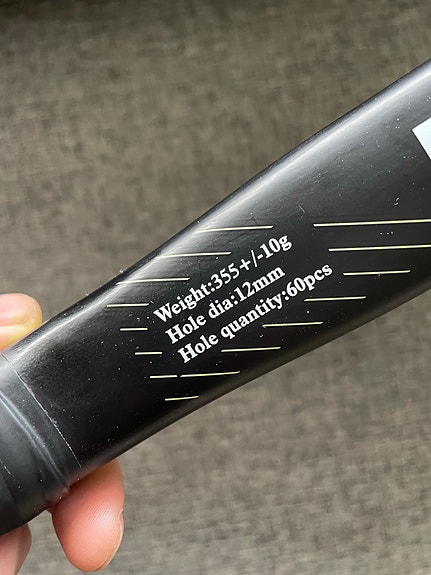 Weight:355+/-10g
Hole dia:12mm
Hole quantity:60pcs